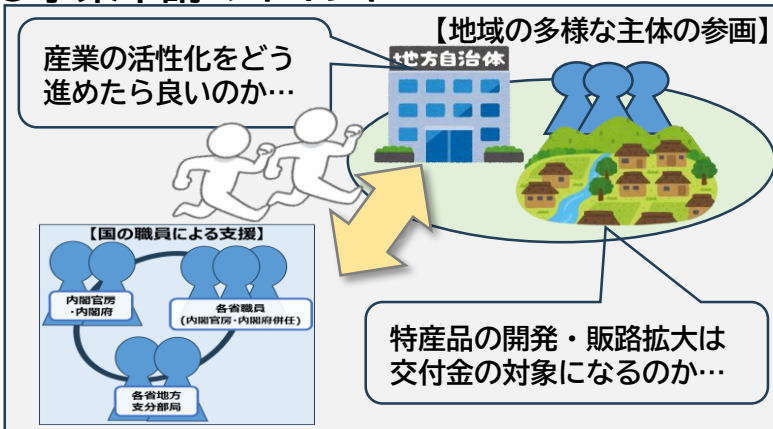 【地域の多様な主体の参画】
産業の活性化をどう
進めたら良いのか…
地方自治体
【国の職員による支援】
内閣官房
・内閣府
各省職員
(内閣官房・内閣府併任)
各省地方
支分部局
特産品の開発・販路拡大は
交付金の対象になるのか…